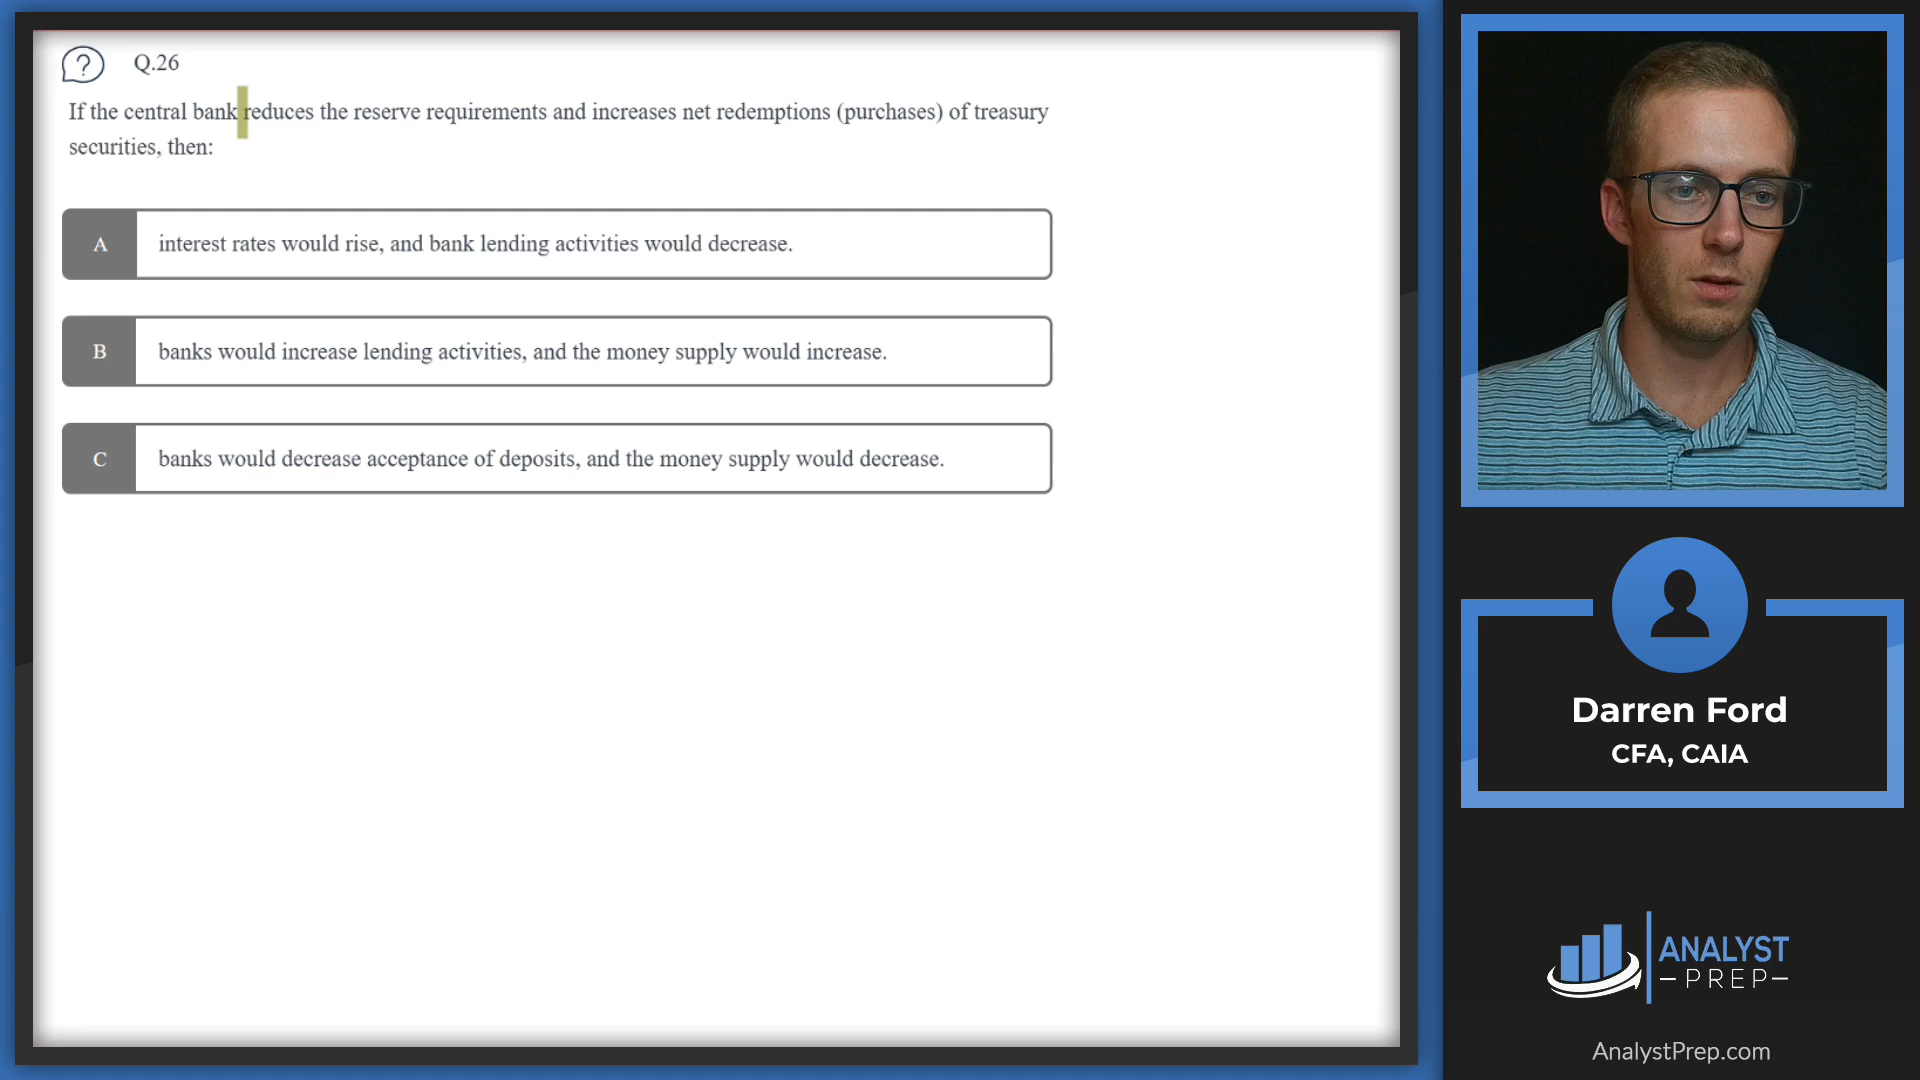 ?
Q.26
If the central bank reduces the reserve requirements and increases net redemptions (purchases) of treasury
securities, then:
A
interest rates would rise, and bank lending activities would decrease.
B
banks would increase lending activities, and the money supply would increase.
C
banks would decrease acceptance of deposits, and the money supply would decrease.
Darren Ford
CFA, CAIA
ANALYST
PREP
AnalystPrep.com